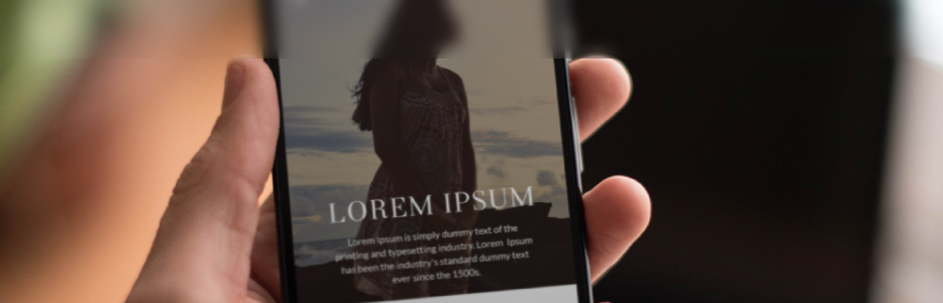 LOREM IPSUM
Lorem Ipsum is simply dummy text of the
printing and typesetting industry. Lorem Ipsum
has been the industry's standard dummy text
ever since the 1500s.